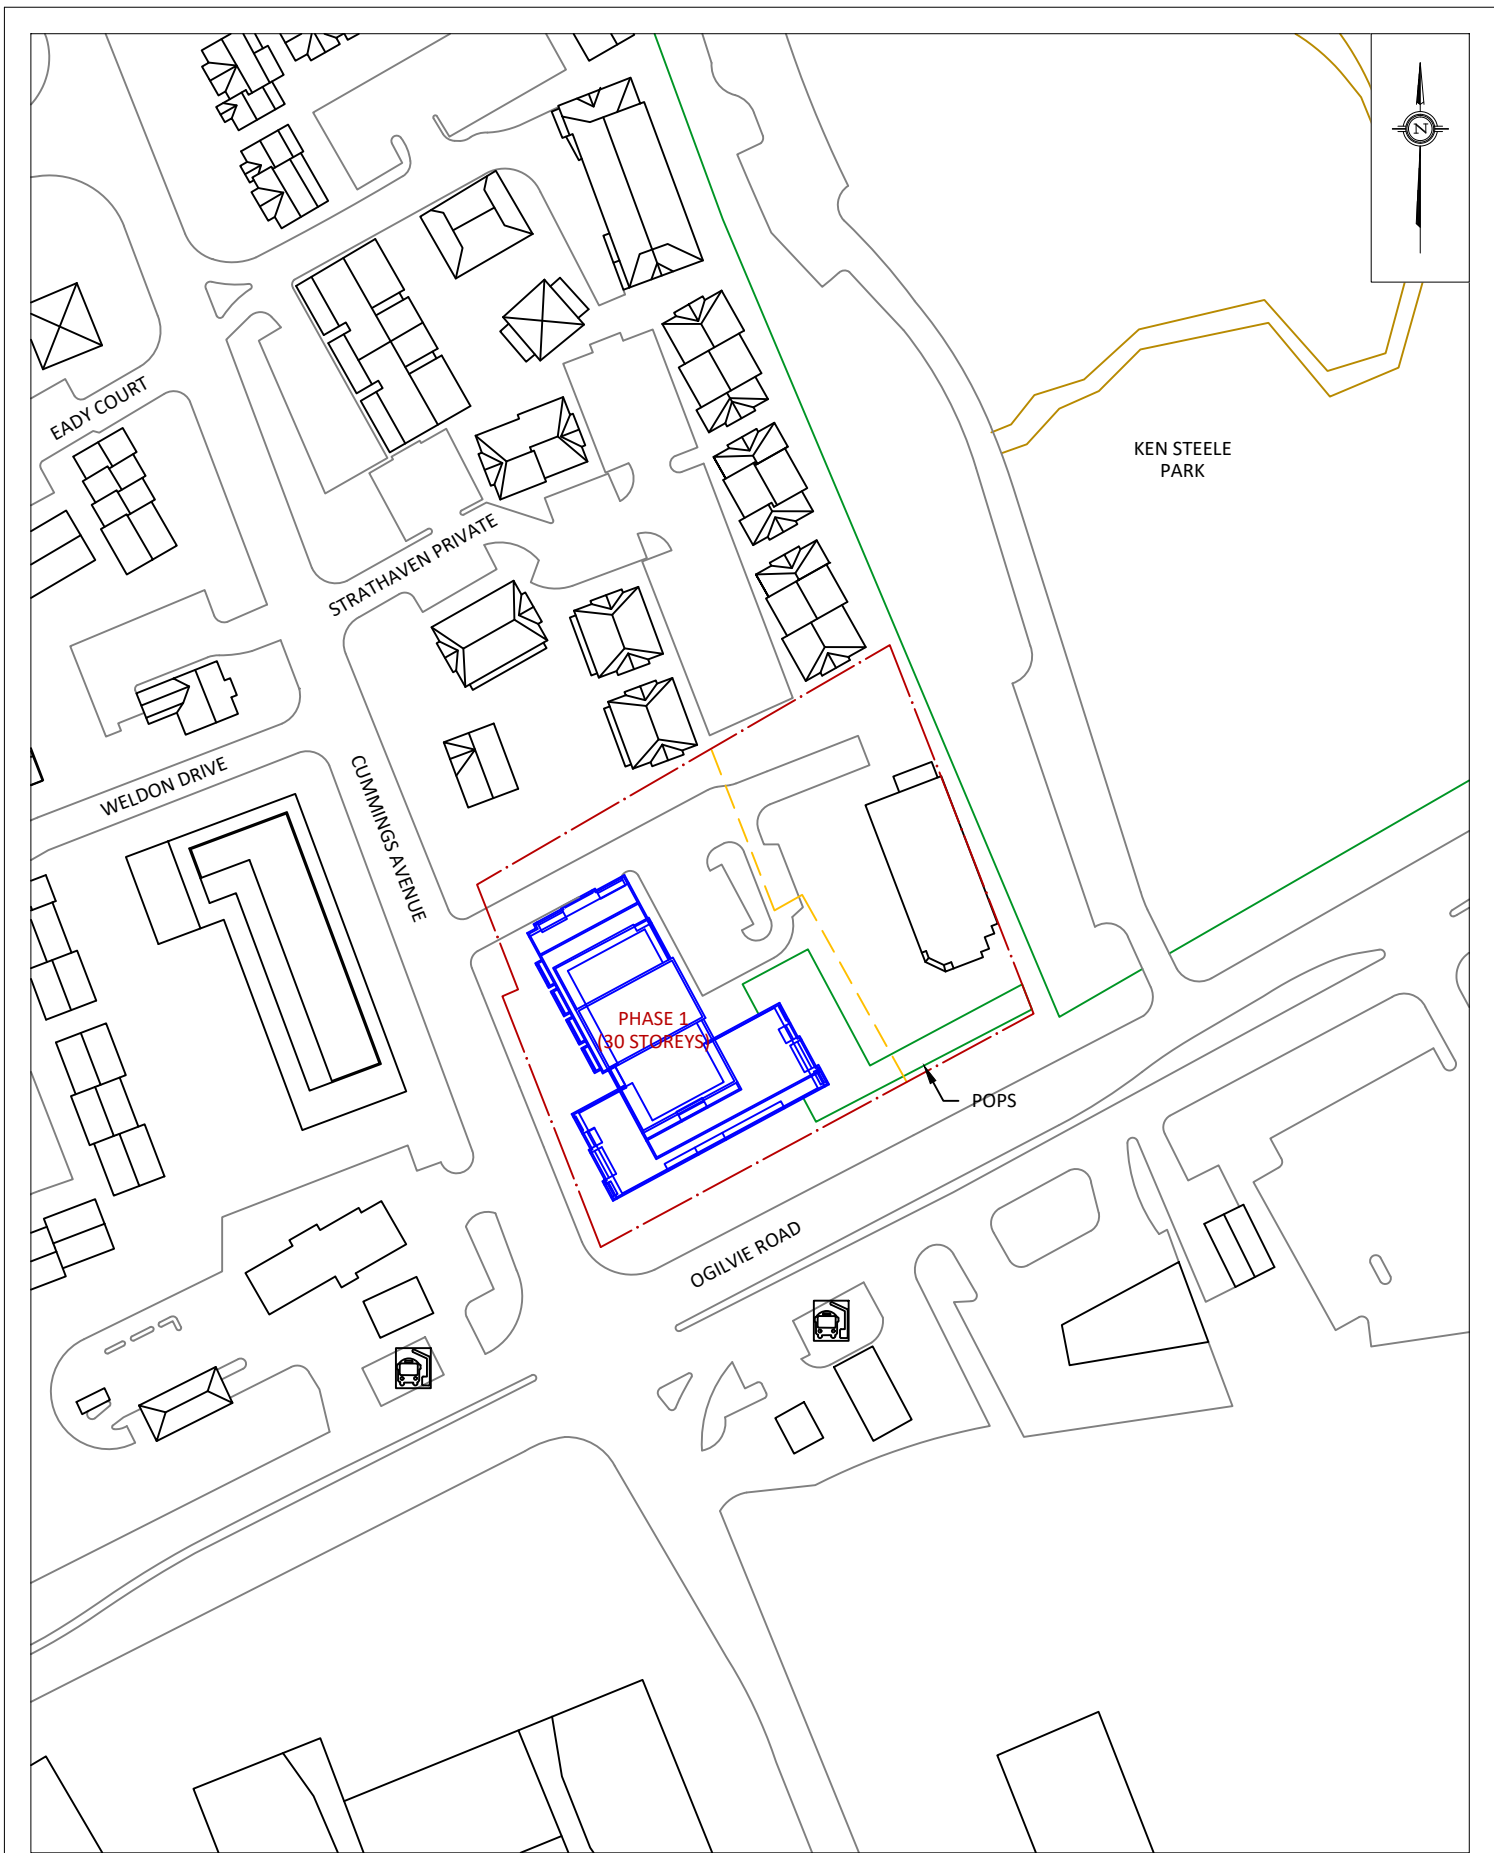 N
EADY COURT
KEN STEELE
PARK
STRATHAVEN PRIVATE
WELDON DRIVE
CUMMINGS AVENUE
PHASE 1
(30 STOREYS)
POPS
OGILVIE ROAD